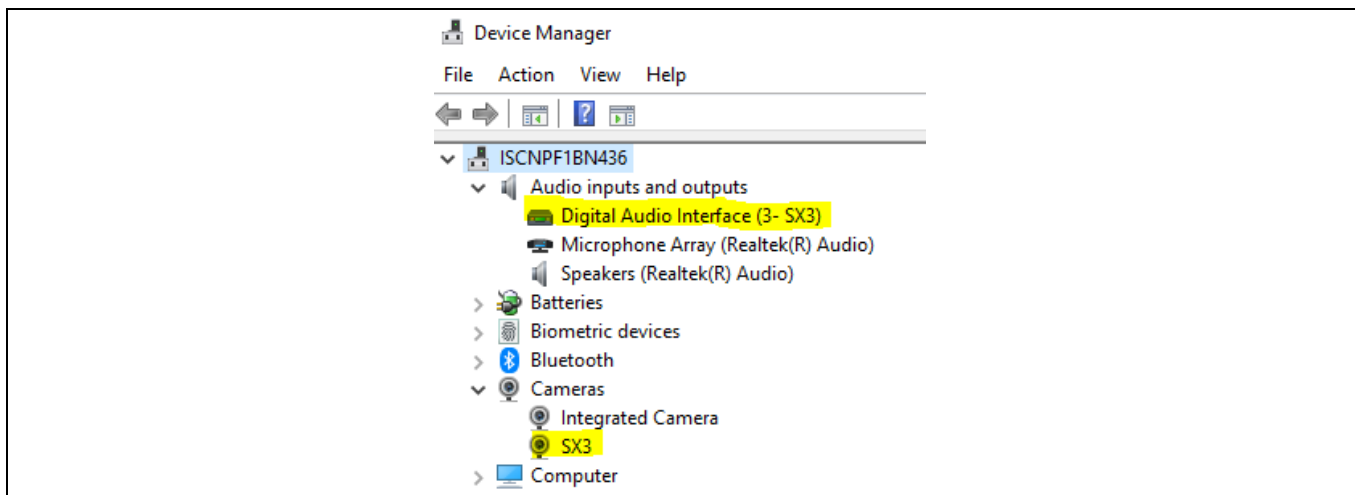 Device Manager
File Action View Help
ISCNPF1BN436
Audio inputs and outputs
Digital Audio Interface (3- SX3)
Microphone Array (Realtek(R) Audio)
Speakers (Realtek(R) Audio)
Batteries
Biometric devices
Bluetooth
Cameras
Integrated Camera
SX3
Computer